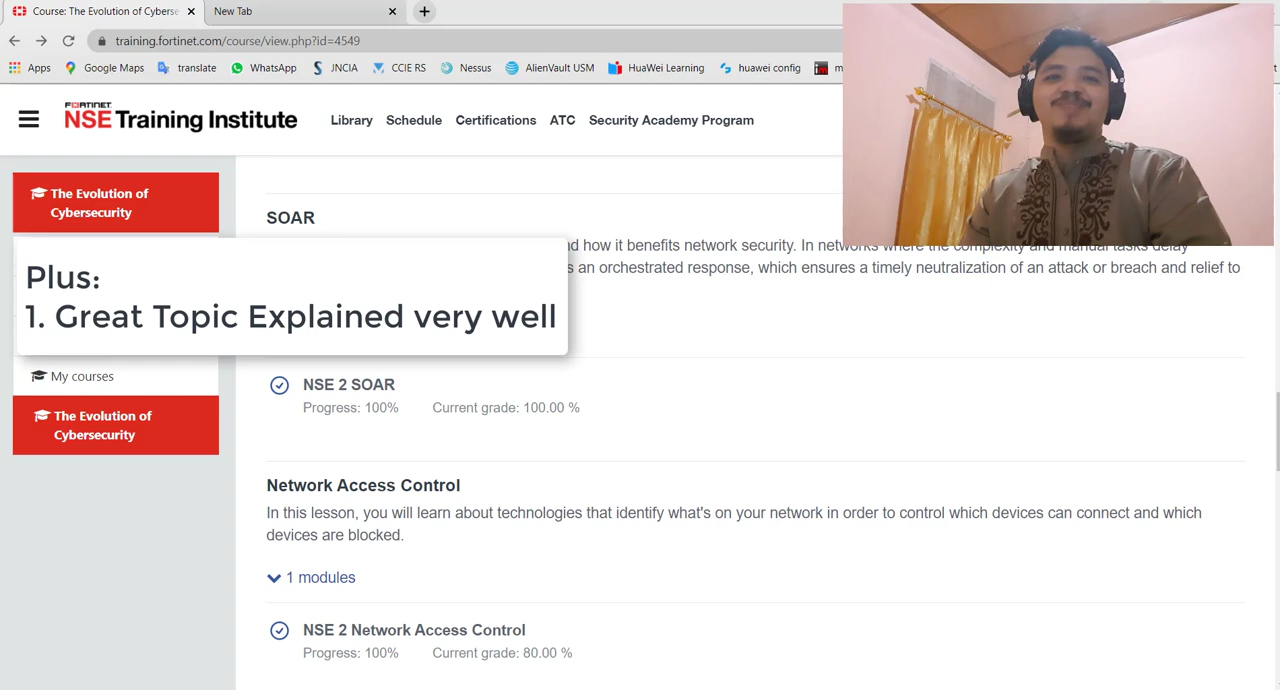 Course: The Evolution of Cyberse
New Tab
training.fortinet.com/course/view.php?id=4549
Apps Google Maps translate WhatsApp JNCIA CCIE RS Nessus AlienVault USM HuaWei Learning huawei config m
FORTINET
NSE Training Institute
Library Schedule Certifications ATC Security Academy Program
The Evolution of
Cybersecurity
SOAR
d how it benefits network security. In networks where the complexity and manual tasks delay
s an orchestrated response, which ensures a timely neutralization of an attack or breach and relief to
Plus:
1. Great Topic Explained very well
My courses
The Evolution of
Cybersecurity
NSE 2 SOAR
Progress: 100% Current grade: 100.00 %
Network Access Control
In this lesson, you will learn about technologies that identify what's on your network in order to control which devices can connect and which
devices are blocked.
1 modules
NSE 2 Network Access Control
Progress: 100% Current grade: 80.00 %